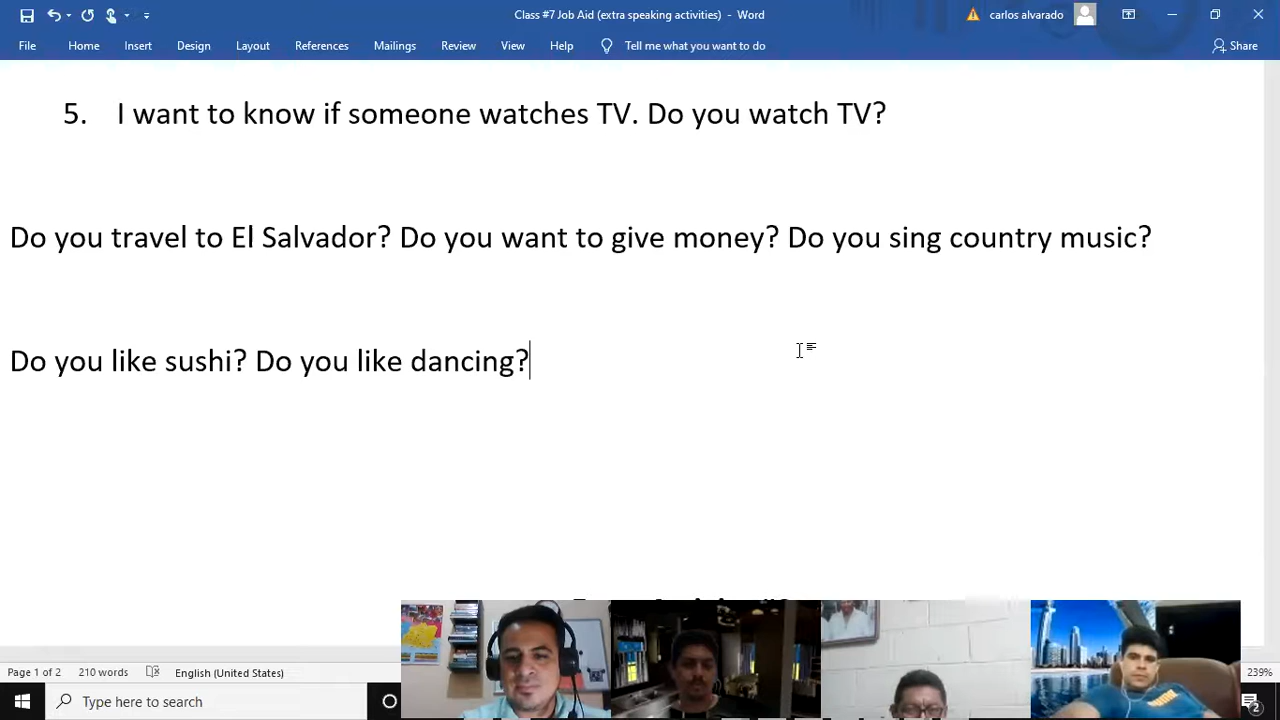 Class #7 Job Aid (extra speaking activities) - Word
carlos alvarado
File Home Insert Design Layout References Mailings Review View Help Tell me what you want to do Share
5. I want to know if someone watches TV. Do you watch TV?
Do you travel to El Salvador? Do you want to give money? Do you sing country music?
Do you like sushi? Do you like dancing?
Page 1 of 2 210 words English (United States) 239%
Type here to search
2